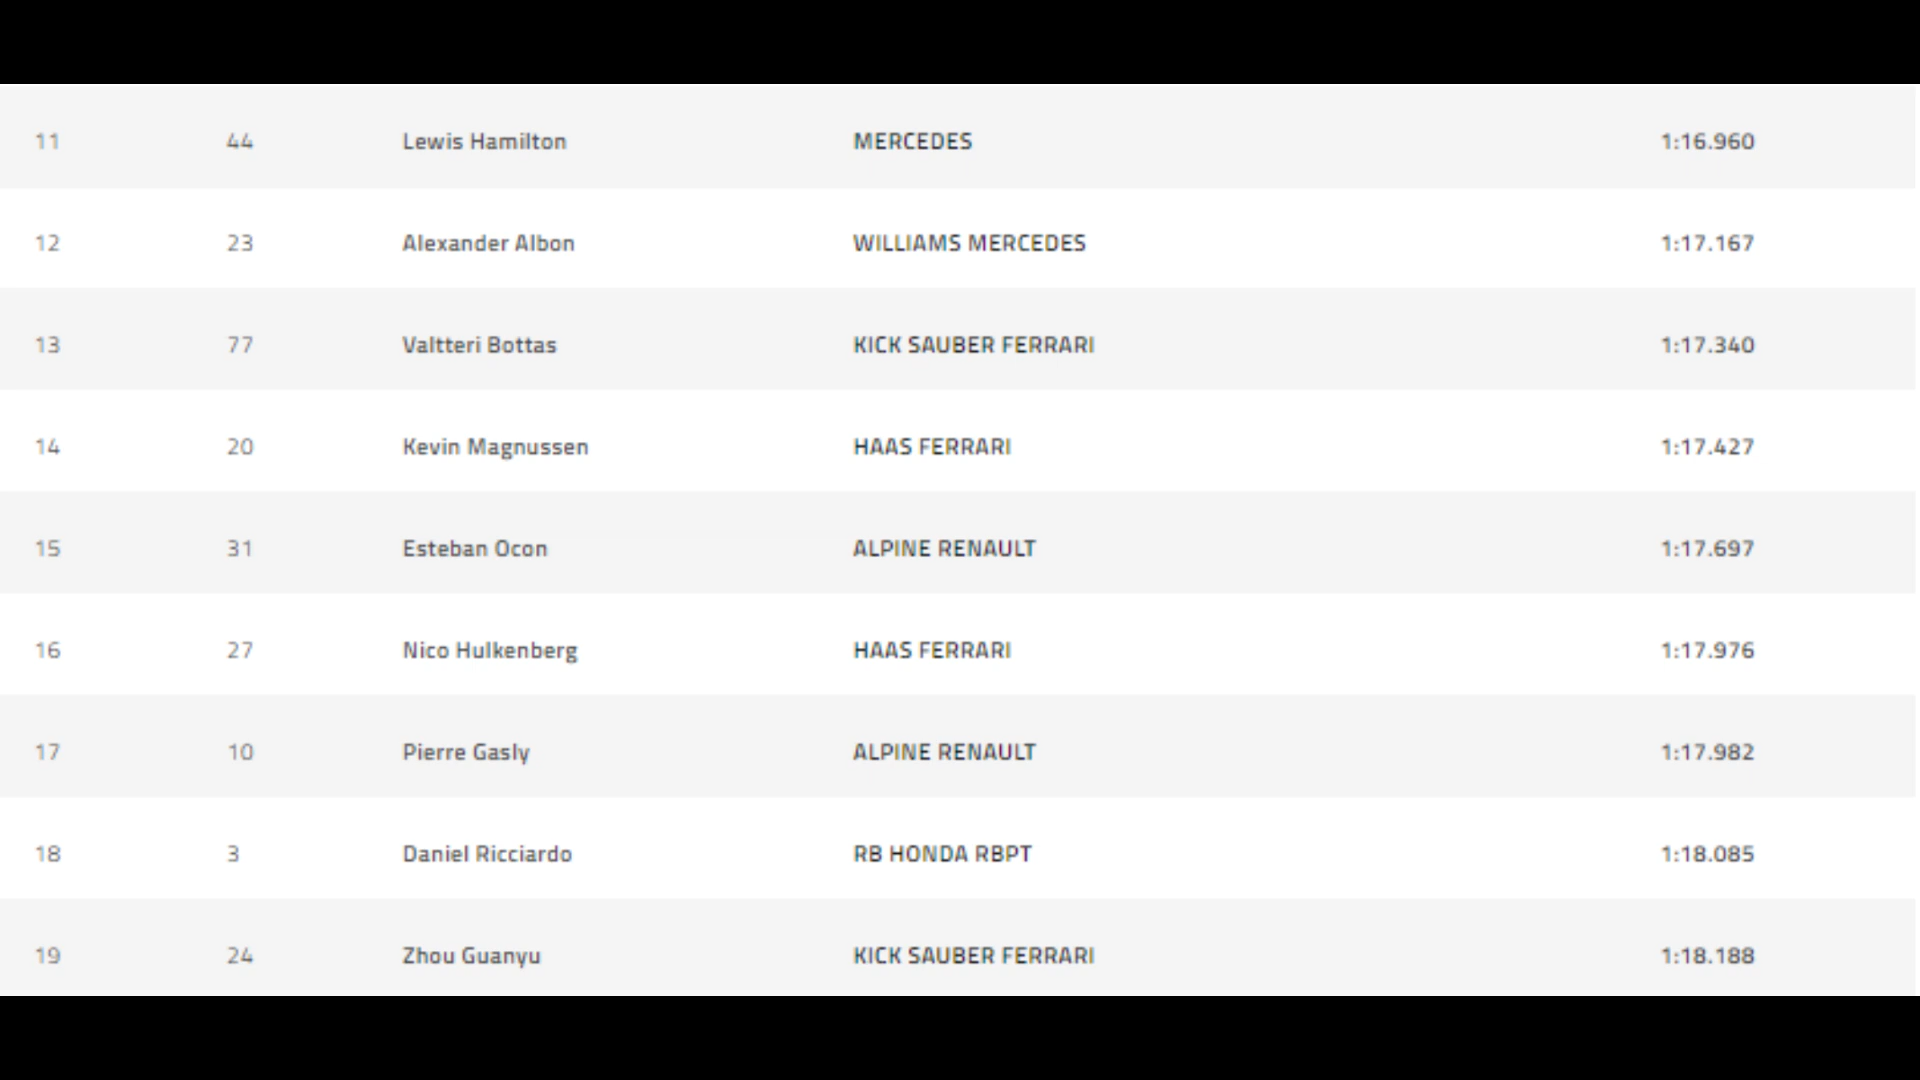 11 44 Lewis Hamilton MERCEDES 1:16.960
12 23 Alexander Albon WILLIAMS MERCEDES 1:17.167
13 77 Valtteri Bottas KICK SAUBER FERRARI 1:17.340
14 20 Kevin Magnussen HAAS FERRARI 1:17.427
15 31 Esteban Ocon ALPINE RENAULT 1:17.697
16 27 Nico Hulkenberg HAAS FERRARI 1:17.976
17 10 Pierre Gasly ALPINE RENAULT 1:17.982
18 3 Daniel Ricciardo RB HONDA RBPT 1:18.085
19 24 Zhou Guanyu KICK SAUBER FERRARI 1:18.188